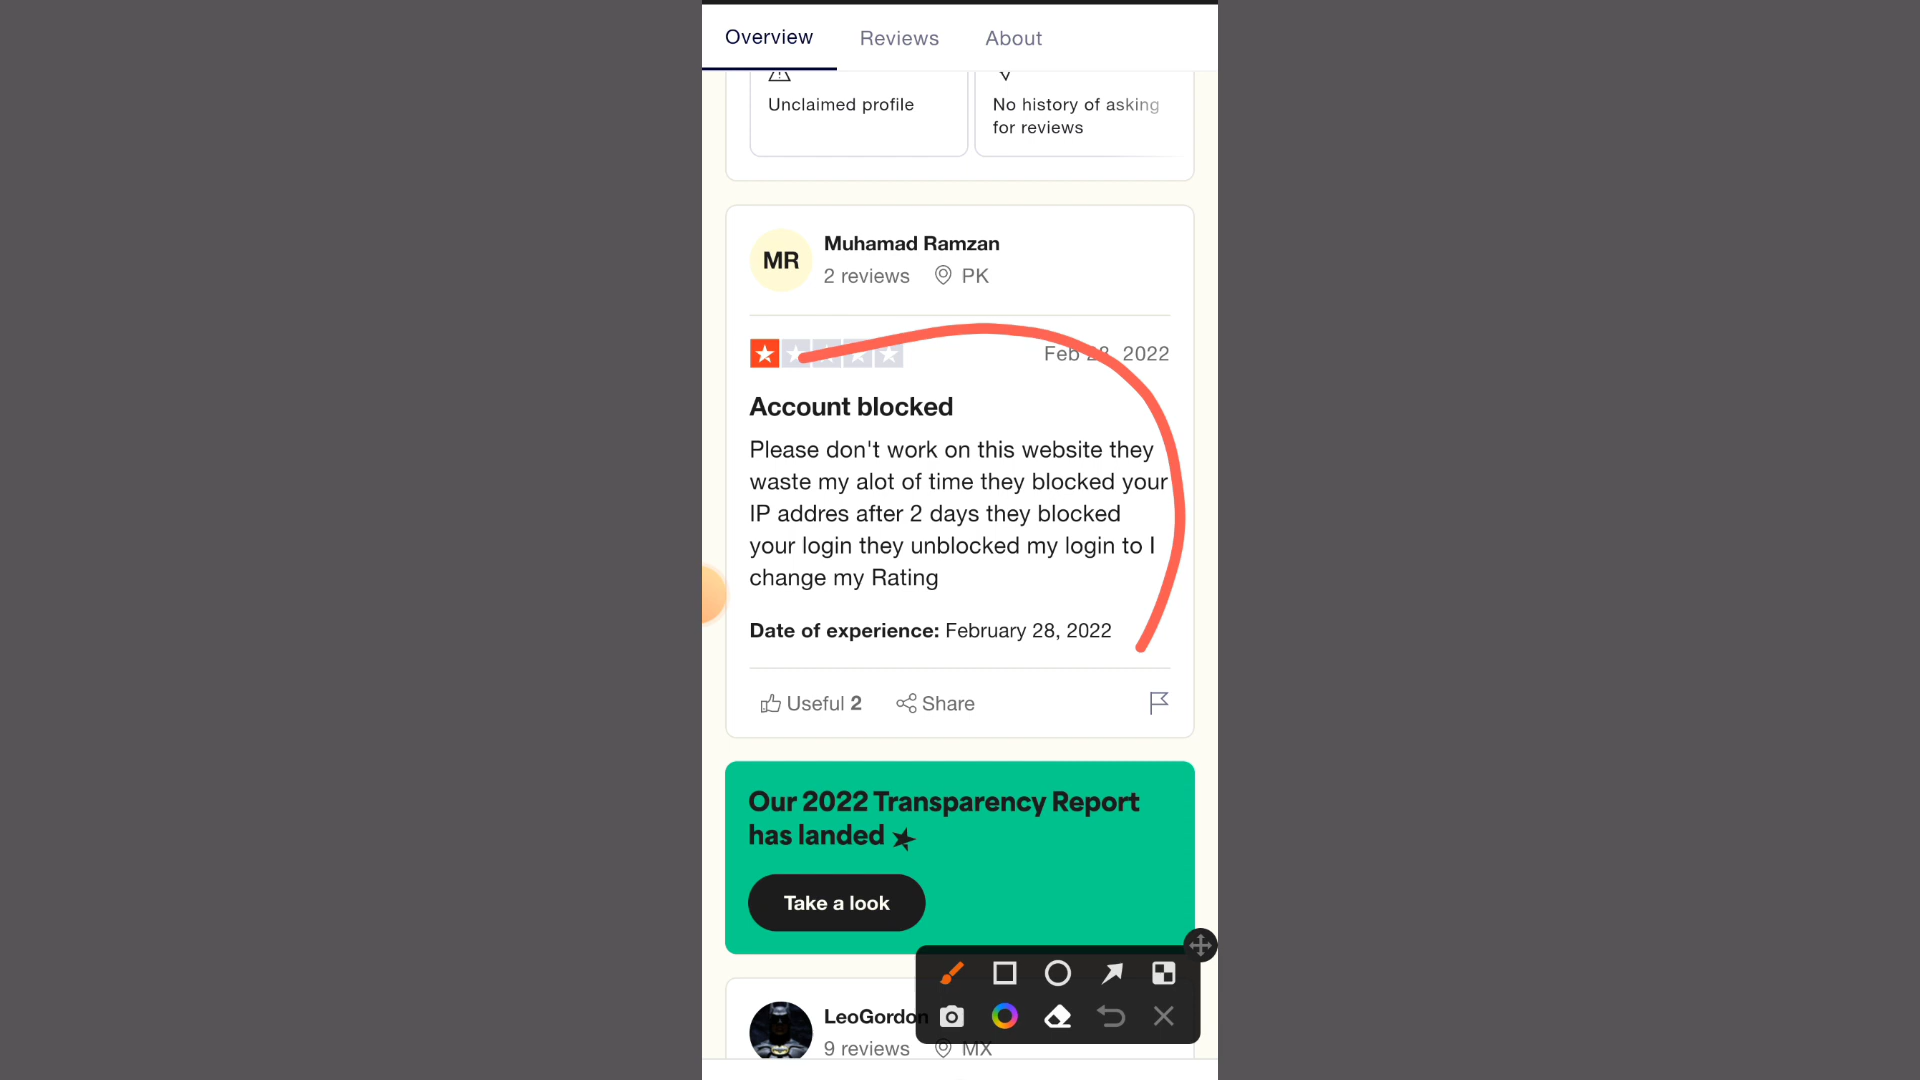 Overview Reviews About
Unclaimed profile
No history of asking
for reviews
MR
Muhamad Ramzan
2 reviews PK
Feb 2022
Account blocked
Please don't work on this website they
waste my alot of time they blocked your
IP addres after 2 days they blocked
your login they unblocked my login to I
change my Rating
Date of experience: February 28, 2022
Useful 2 Share
Our 2022 Transparency Report
has landed
Take a look
LeoGordon
9 reviews MX